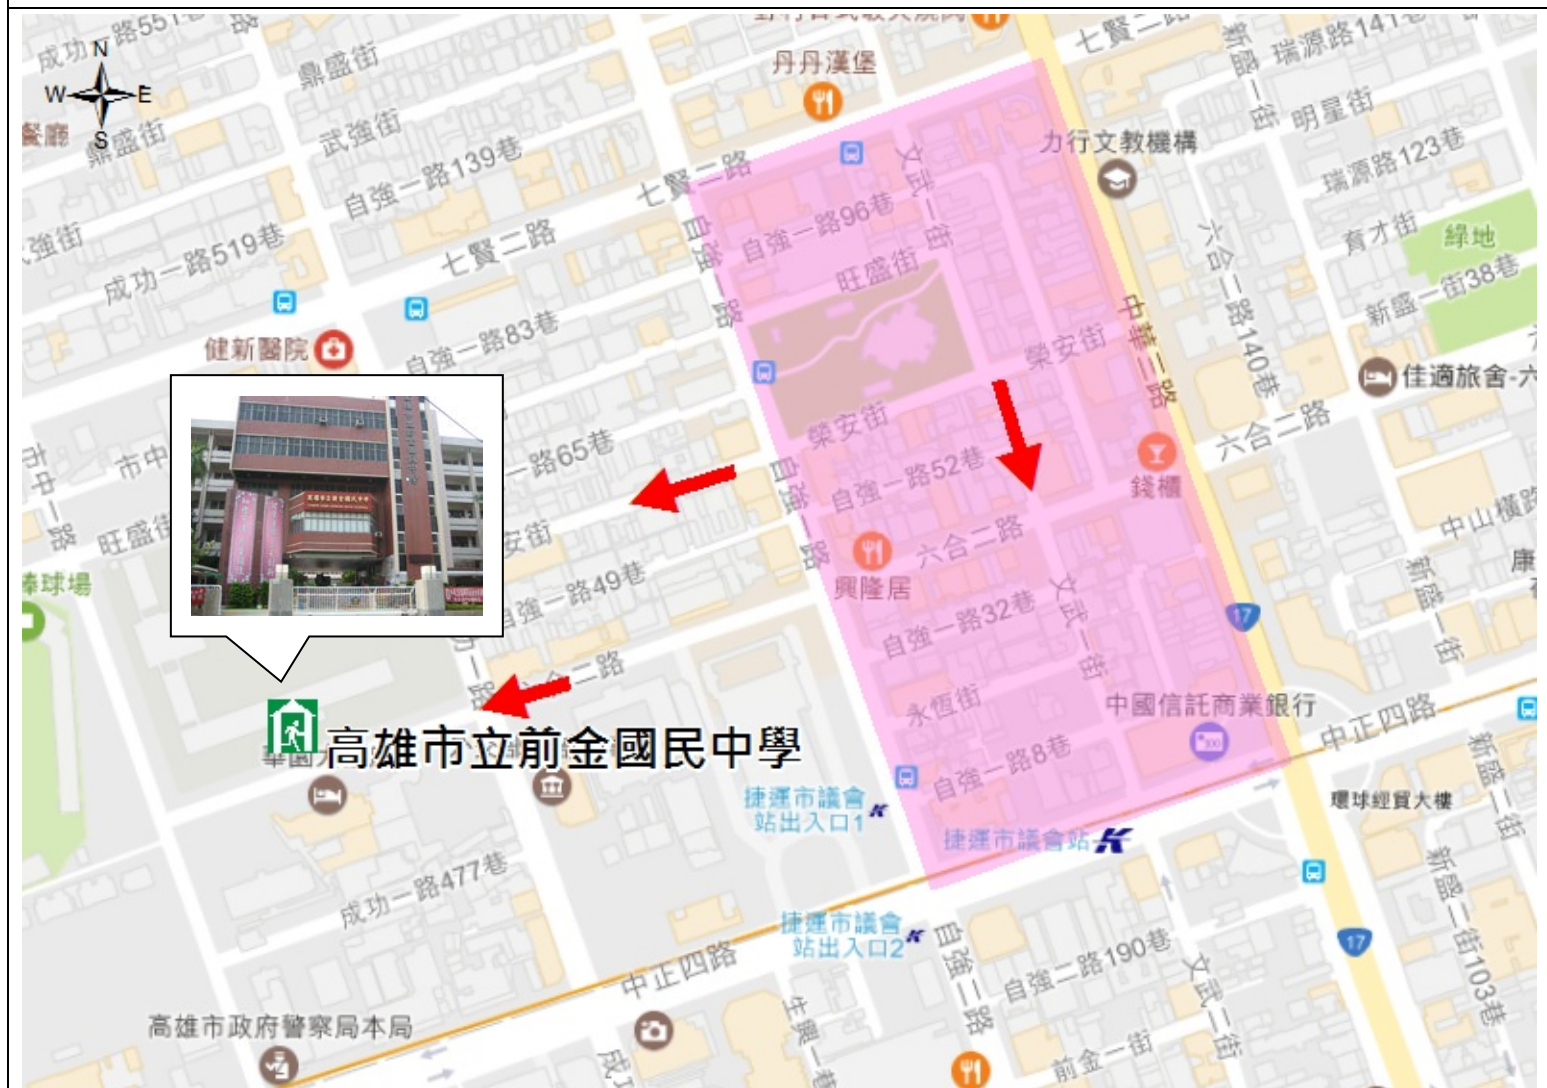 成功一路551巷
鼎盛街
七賢二路
新盛一街
瑞源路141巷
丹丹漢堡
N
W
E
S
餐廳
鼎盛街
武強街
自強一路139巷
七賢二路
文武一街
力行文教機構
明星街
瑞源路123巷
成功一路519巷
七賢二路
自強一路
自強一路96巷
旺盛街
六合二路140巷
育才街
綠地
新盛一街38巷
健新醫院
自強一路83巷
榮安街
中華二路
佳適旅舍-六
市中一路
市中
一路65巷
榮安街
自強一路52巷
錢櫃
六合二路
中山橫路
旺盛街
安街
自強一路
興隆居
六合二路
康
棒球場
自強一路49巷
自強一路32巷
文武一街
17
新盛一街
六合二路
永恆街
中國信託商業銀行
高雄市立前金國民中學
自強一路8巷
中正四路
捷運市議會
站出入口1
捷運市議會站
環球經貿大樓
新盛二街
成功一路477巷
捷運市議會
站出入口2
自強二路
自強二路190巷
文武二街
17
新盛二街103巷
中正四路
高雄市政府警察局本局
生興一巷
前金一街